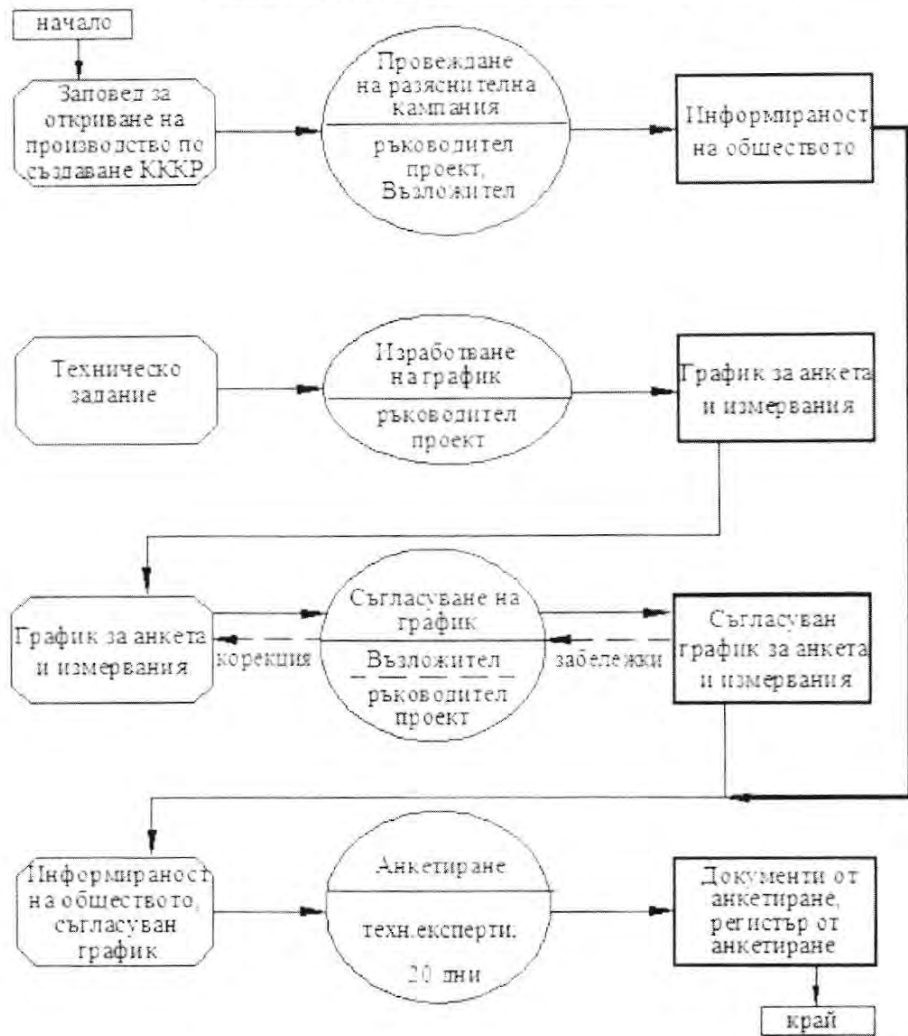 начало
Заповед за
откриване на
производство по
създаване КККР
Провеждане
на разяснителна
кампания
ръководител
проект,
Възложител
Информираност
на обществото
Техническо
задание
Изработване
на график
ръководител
проект
График за анкета
и измервания
График за анкета
и измервания
корекция
Съгласуване на
график
Възложител
ръководител
проект
забележки
Съгласуван
график за анкета
и измервания
Информираност
на обществото,
съгласуван
график
Анкетиране
техн.експерти,
20 дни
Документи от
анкетиране,
регистър от
анкетиране
край